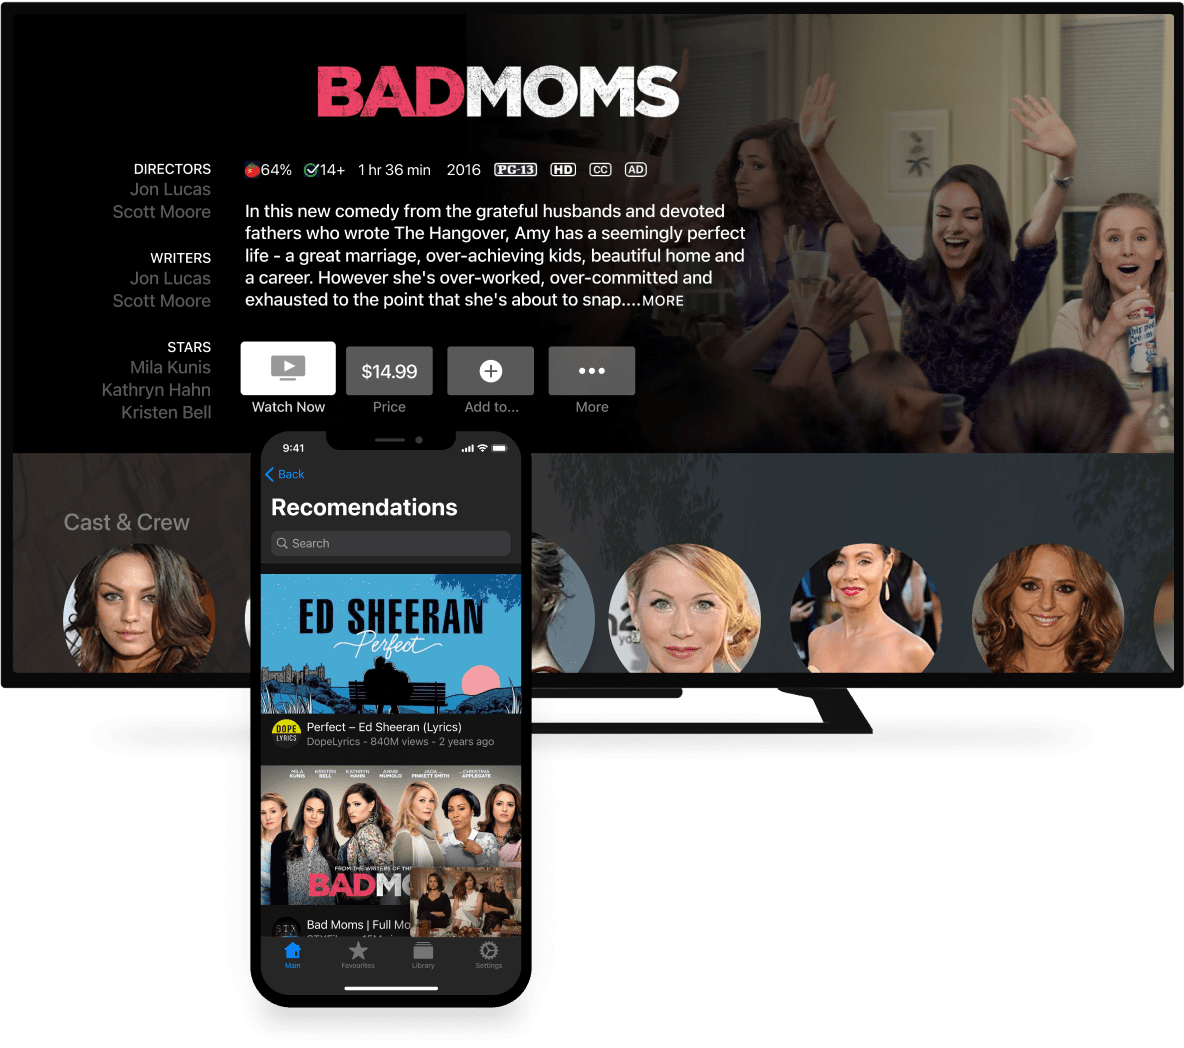 BADMOMS
DIRECTORS
Jon Lucas
Scott Moore
WRITERS
Jon Lucas
Scott Moore
STARS
Mila Kunis
Kathryn Hahn
Kristen Bell
64% 14+ 1 hr 36 min 2016 PG-13 HD CC AD
In this new comedy from the grateful husbands and devoted
fathers who wrote The Hangover, Amy has a seemingly perfect
life - a great marriage, over-achieving kids, beautiful home and
a career. However she's over-worked, over-committed and
exhausted to the point that she's about to snap....MORE
$14.99
Watch Now Price Add to... More
Whipped
Cream
Cast & Crew
9:41
Back
Recomendations
Search
ED SHEERAN
Perfect
DOPE
LYRICS
Perfect – Ed Sheeran (Lyrics)
DopeLyrics - 840M views - 2 years ago
MILA KUNIS KRISTEN BELL KATHRYN HAHN ANNIE MUMOLO JADA PINKETT SMITH CHRISTINA APPLEGATE
FROM THE WRITERS OF TH
BADMO
STX
Bad Moms | Full Mo
Main Favourites Library Settings